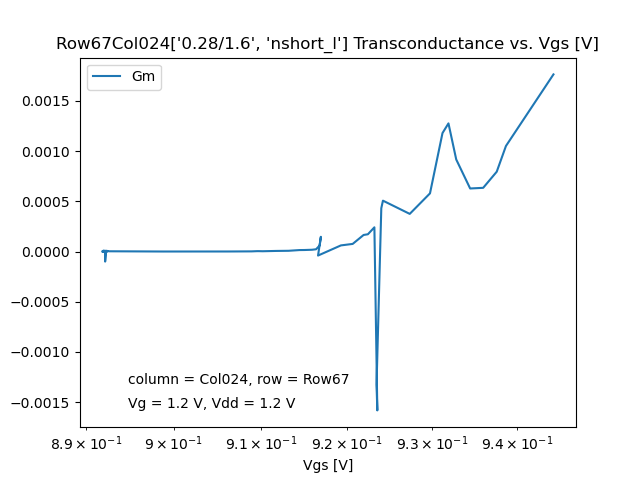 Row67Col024['0.28/1.6', 'nshort_l'] Transconductance vs. Vgs [V]
Gm
0.0015
0.0010
0.0005
0.0000
−0.0005
−0.0010
−0.0015
column = Col024, row = Row67
Vg = 1.2 V, Vdd = 1.2 V
8.9 × 10⁻¹ 9 × 10⁻¹ 9.1 × 10⁻¹ 9.2 × 10⁻¹ 9.3 × 10⁻¹ 9.4 × 10⁻¹
Vgs [V]